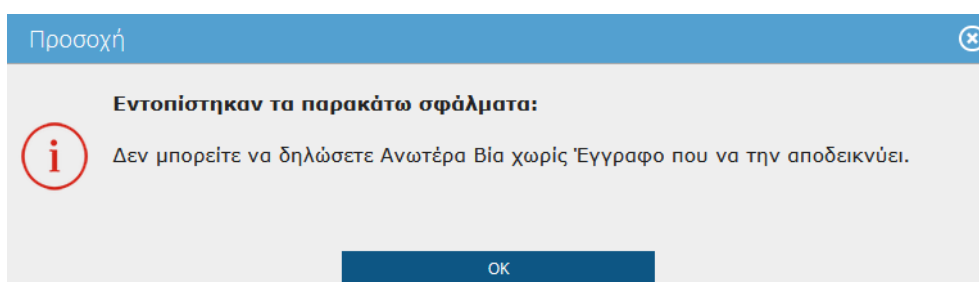 Προσοχή
Εντοπίστηκαν τα παρακάτω σφάλματα:
Δεν μπορείτε να δηλώσετε Ανωτέρα Βία χωρίς Έγγραφο που να την αποδεικνύει.
OK